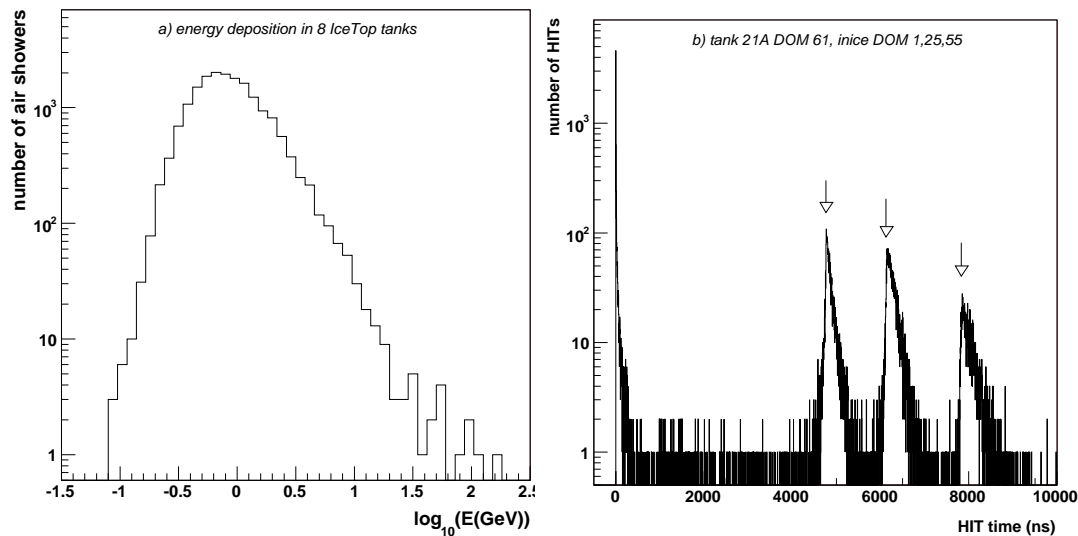 a) energy deposition in 8 IceTop tanks
number of air showers
10³
10²
10
1
-1.5 -1 -0.5 0 0.5 1 1.5 2 2.5
log₁₀(E(GeV))
b) tank 21A DOM 61, inice DOM 1,25,55
number of HITs
10³
10²
10
1
0 2000 4000 6000 8000 10000
HIT time (ns)